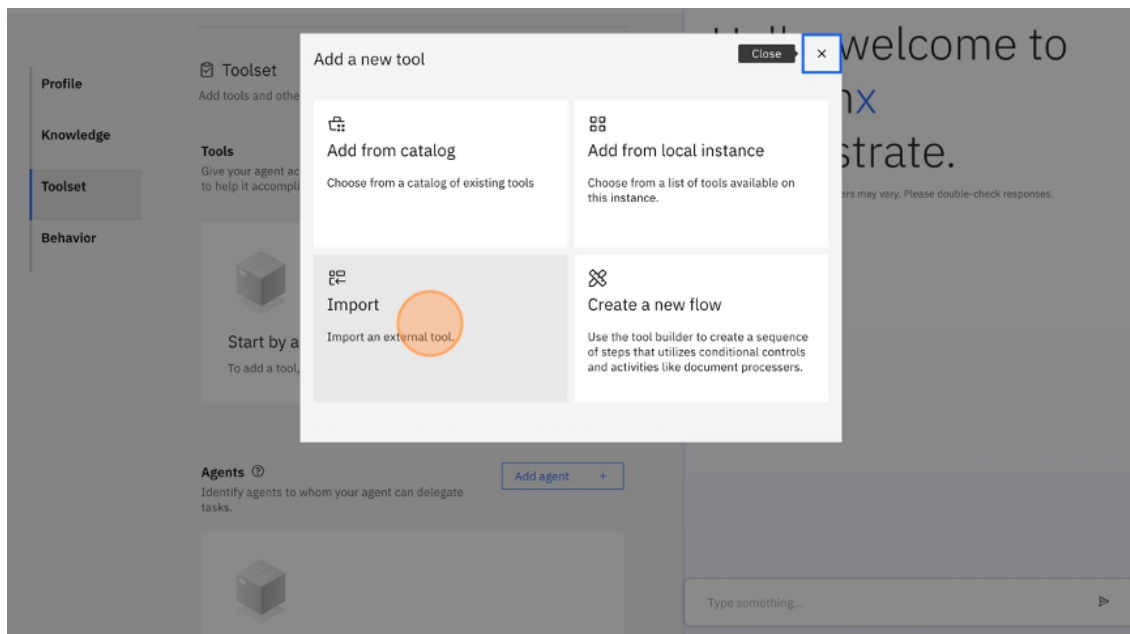 Profile
Knowledge
Toolset
Behavior
Toolset
Add tools and othe
Tools
Give your agent ac
to help it accompli
Start by a
To add a tool,
Agents
Identify agents to whom your agent can delegate
tasks.
Add agent +
Add a new tool
Close
Add from catalog
Choose from a catalog of existing tools
Add from local instance
Choose from a list of tools available on
this instance.
Import
Import an external tool.
Create a new flow
Use the tool builder to create a sequence
of steps that utilizes conditional controls
and activities like document processers.
welcome to
x
strate.
ers may vary. Please double-check responses.
Type something...